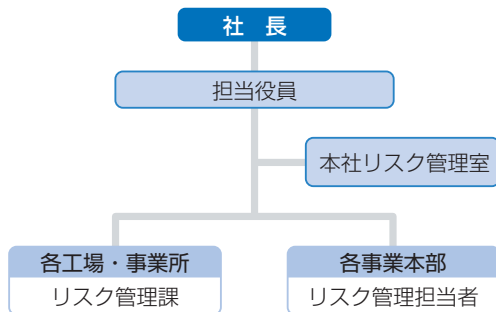 社 長
担当役員
本社リスク管理室
各工場・事業所
リスク管理課
各事業本部
リスク管理担当者